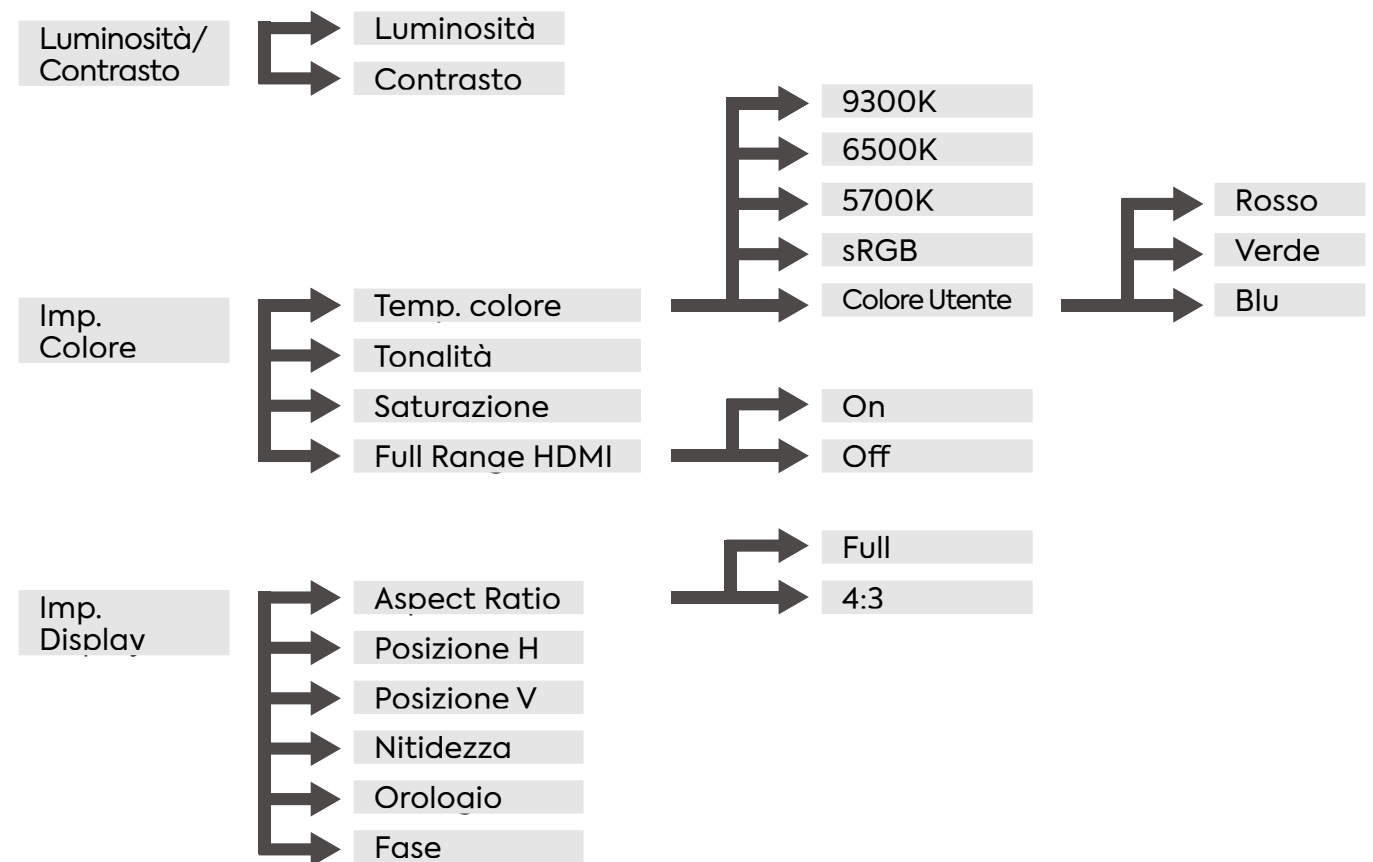 Luminosità/
Contrasto
Luminosità
Contrasto
Imp.
Colore
Temp. colore
Tonalità
Saturazione
Full Range HDMI
9300K
6500K
5700K
sRGB
Colore Utente
Rosso
Verde
Blu
On
Off
Imp.
Display
Aspect Ratio
Posizione H
Posizione V
Nitidezza
Orologio
Fase
Full
4:3